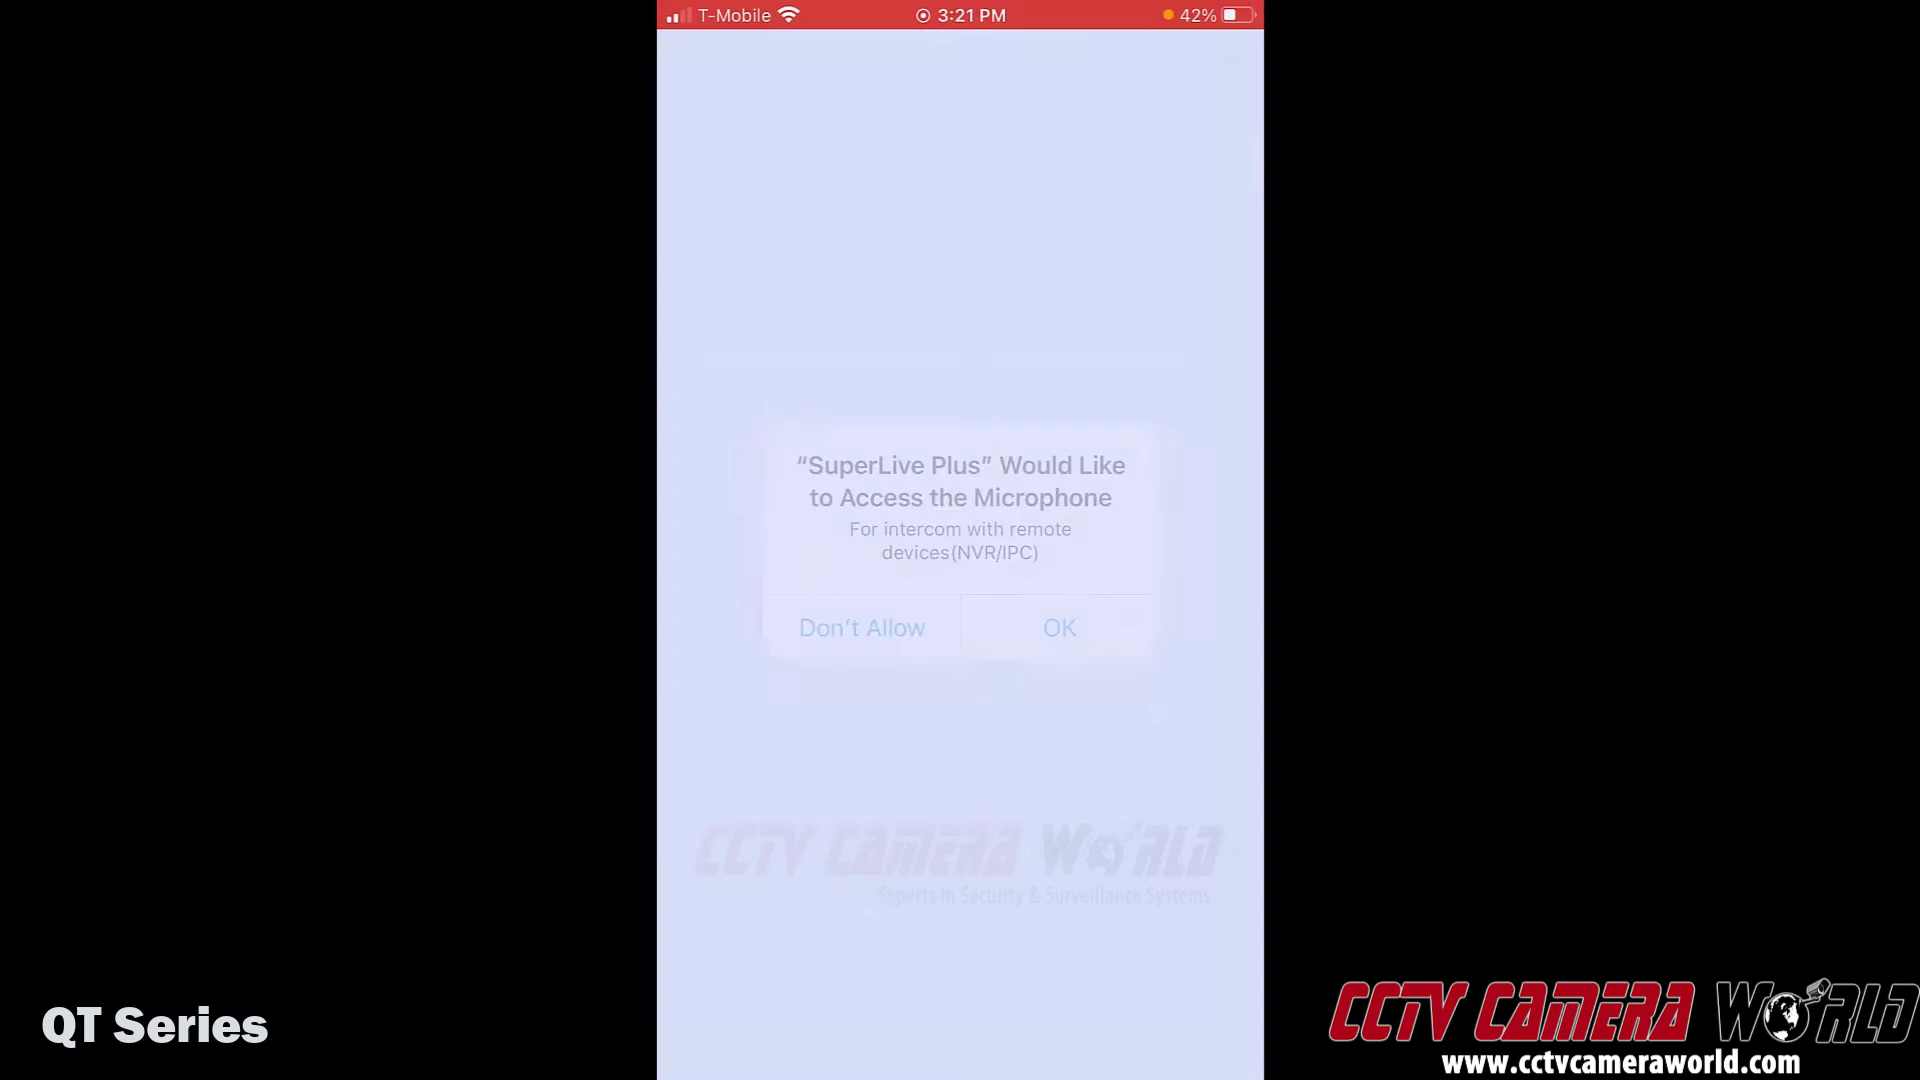 T-Mobile 3:21 PM 42%
“SuperLive Plus” Would Like
to Access the Microphone
For intercom with remote
devices(NVR/IPC)
Don’t Allow OK
CCTV CAMERA WORLD
Experts in Security & Surveillance Systems
QT Series
CCTV CAMERA WORLD
www.cctvcameraworld.com